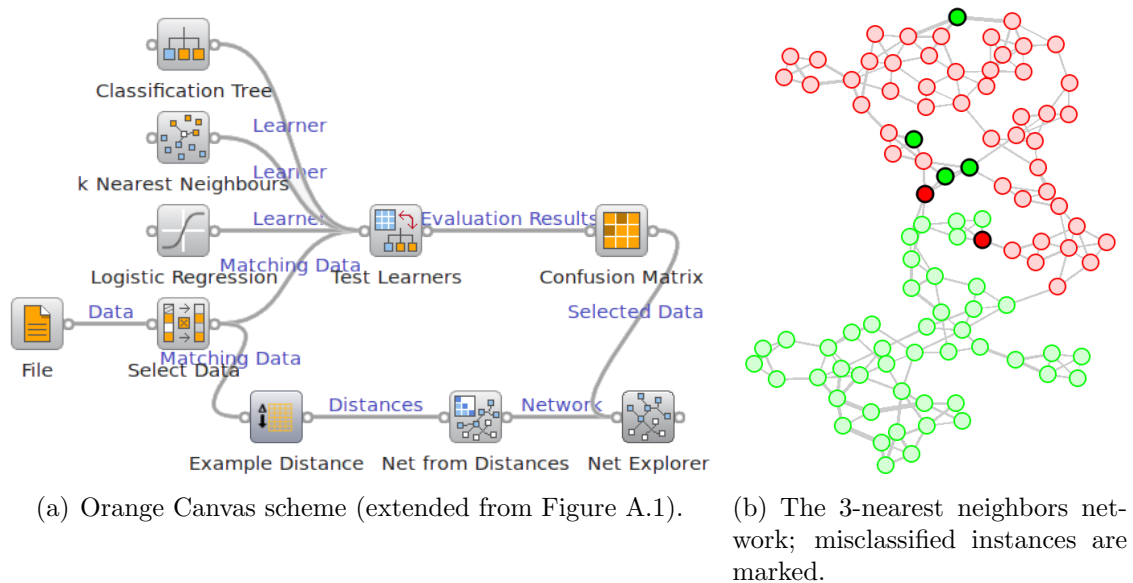 Classification Tree
Learner
k Nearest Neighbours
Learner
Learner
Evaluation Results
Logistic Regression
Matching Data
Test Learners
Confusion Matrix
Data
Selected Data
File
Select Data
Matching Data
Distances
Network
Example Distance
Net from Distances
Net Explorer
(a) Orange Canvas scheme (extended from Figure A.1).
(b) The 3-nearest neighbors net-
work; misclassified instances are
marked.